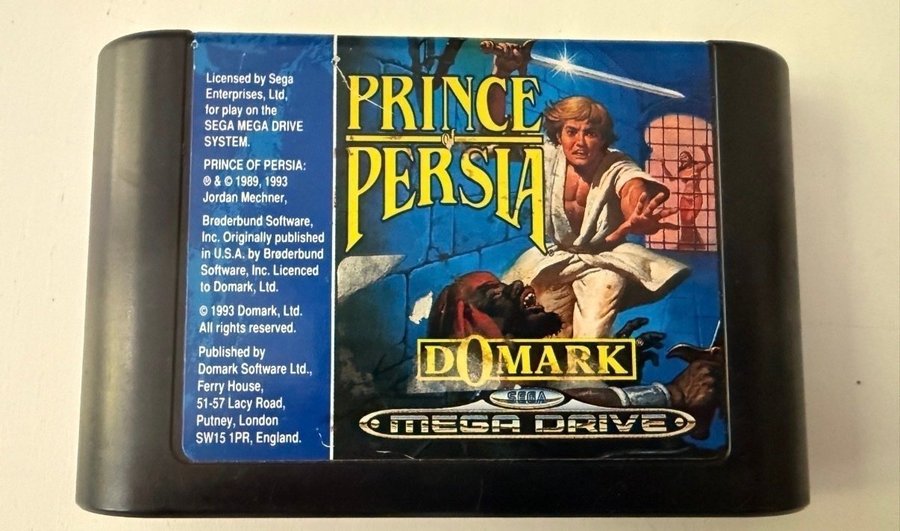 Licensed by Sega
Enterprises, Ltd,
for play on the
SEGA MEGA DRIVE
SYSTEM.
PRINCE OF PERSIA:
® & © 1989, 1993
Jordan Mechner,
Brøderbund Software,
Inc. Originally published
in U.S.A. by Brøderbund
Software, Inc. Licenced
to Domark, Ltd.
© 1993 Domark, Ltd.
All rights reserved.
Published by
Domark Software Ltd.,
Ferry House,
51-57 Lacy Road,
Putney, London
SW15 1PR, England.
PRINCE
of
PERSIA
DOMARK
SEGA
MEGA DRIVE